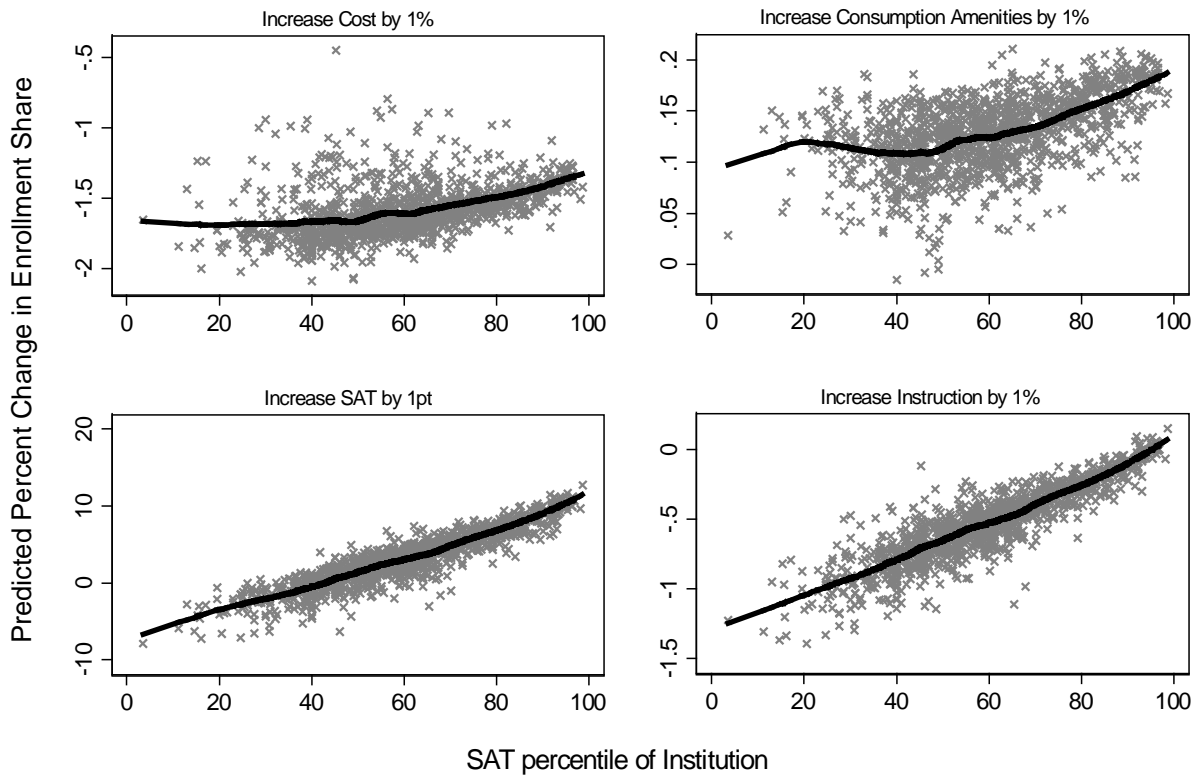 Increase Cost by 1%
Increase Consumption Amenities by 1%
Predicted Percent Change in Enrollment Share
-.5
-1
-1.5
-2
0 20 40 60 80 100
.2
.15
.1
.05
0
0 20 40 60 80 100
Increase SAT by 1pt
Increase Instruction by 1%
20
10
0
-10
0 20 40 60 80 100
0
-.5
-1
-1.5
0 20 40 60 80 100
SAT percentile of Institution